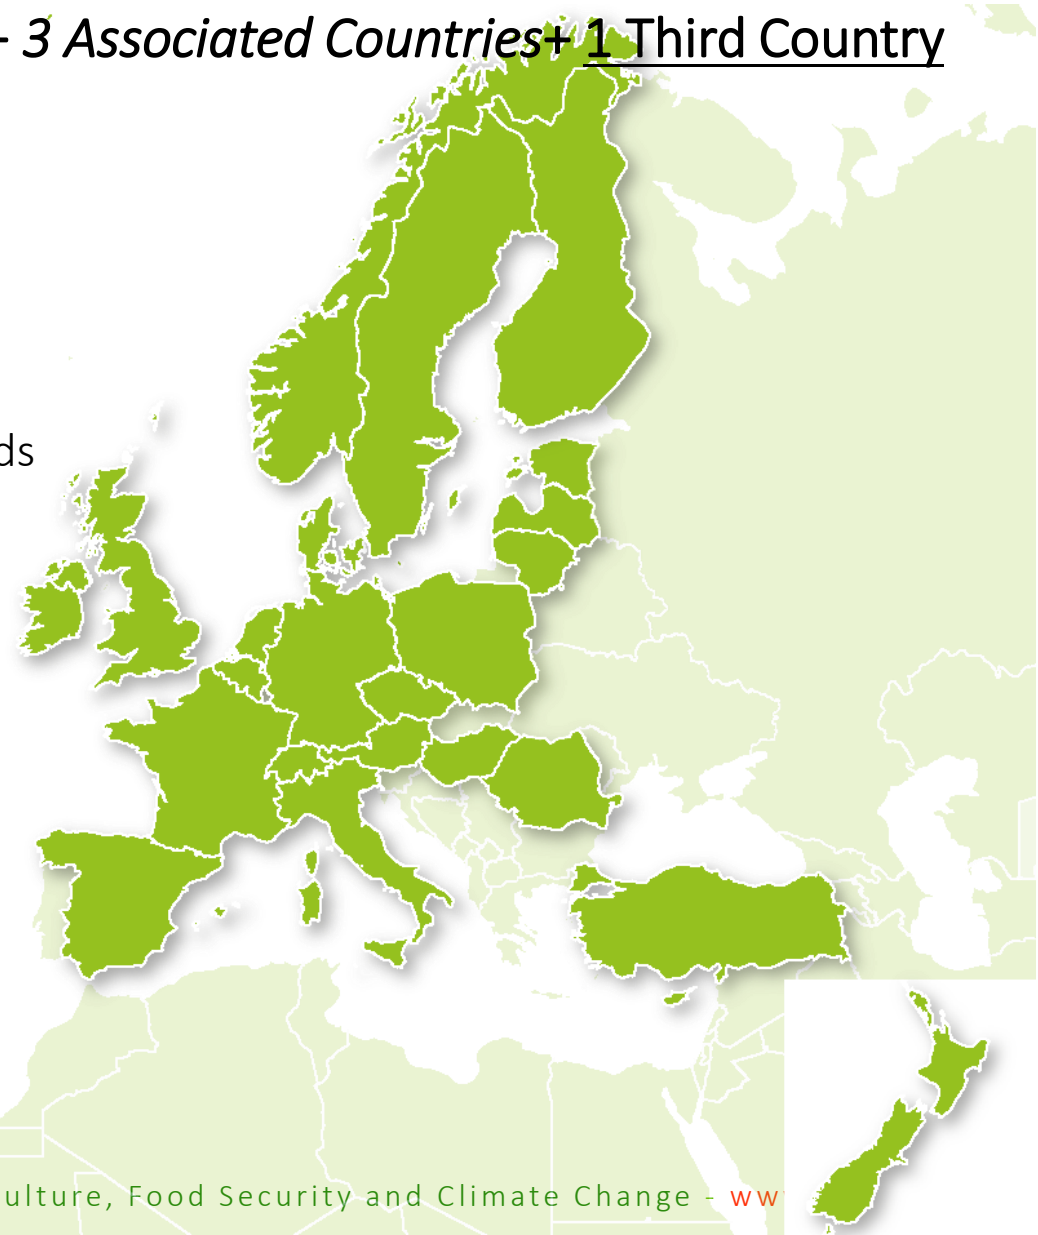 - 3 Associated Countries+ 1 Third Country
ds
ulture, Food Security and Climate Change - ww